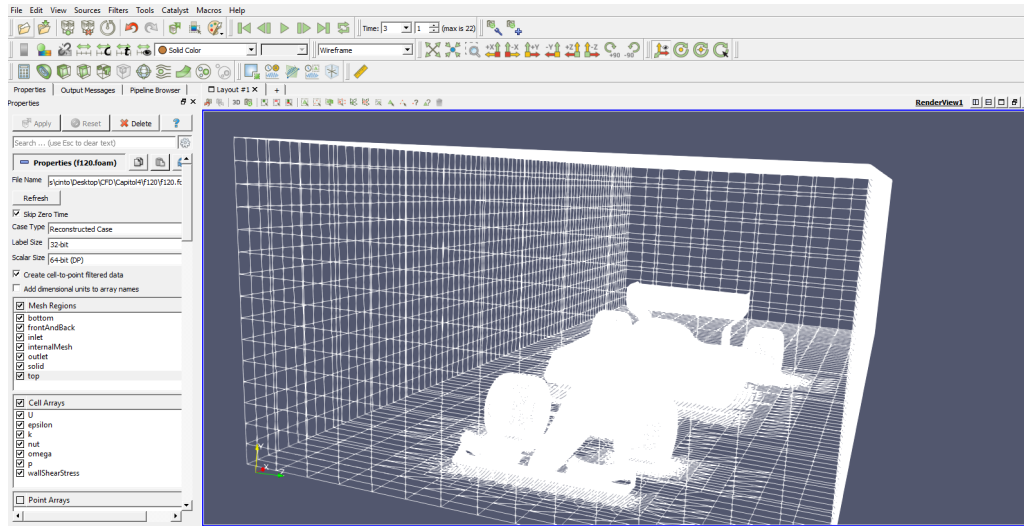 File Edit View Sources Filters Tools Catalyst Macros Help
Time: 3 1 (max is 22)
Solid Color Wireframe +X -X +Y -Y +Z -Z +90 -90
Properties Output Messages Pipeline Browser Layout #1 X +
Properties 3D RenderView1
Apply Reset Delete ?
Search ... (use Esc to clear text)
Properties (f120.foam)
File Name s\cinto\Desktop\CFD\Capitol4\f120\f120.fo
Refresh
Skip Zero Time
Case Type Reconstructed Case
Label Size 32-bit
Scalar Size 64-bit (DP)
Create cell-to-point filtered data
Add dimensional units to array names
Mesh Regions
bottom
frontAndBack
inlet
internalMesh
outlet
solid
top
Cell Arrays
U
epsilon
k
nut
omega
p
wallShearStress
Point Arrays
Y
X
Z